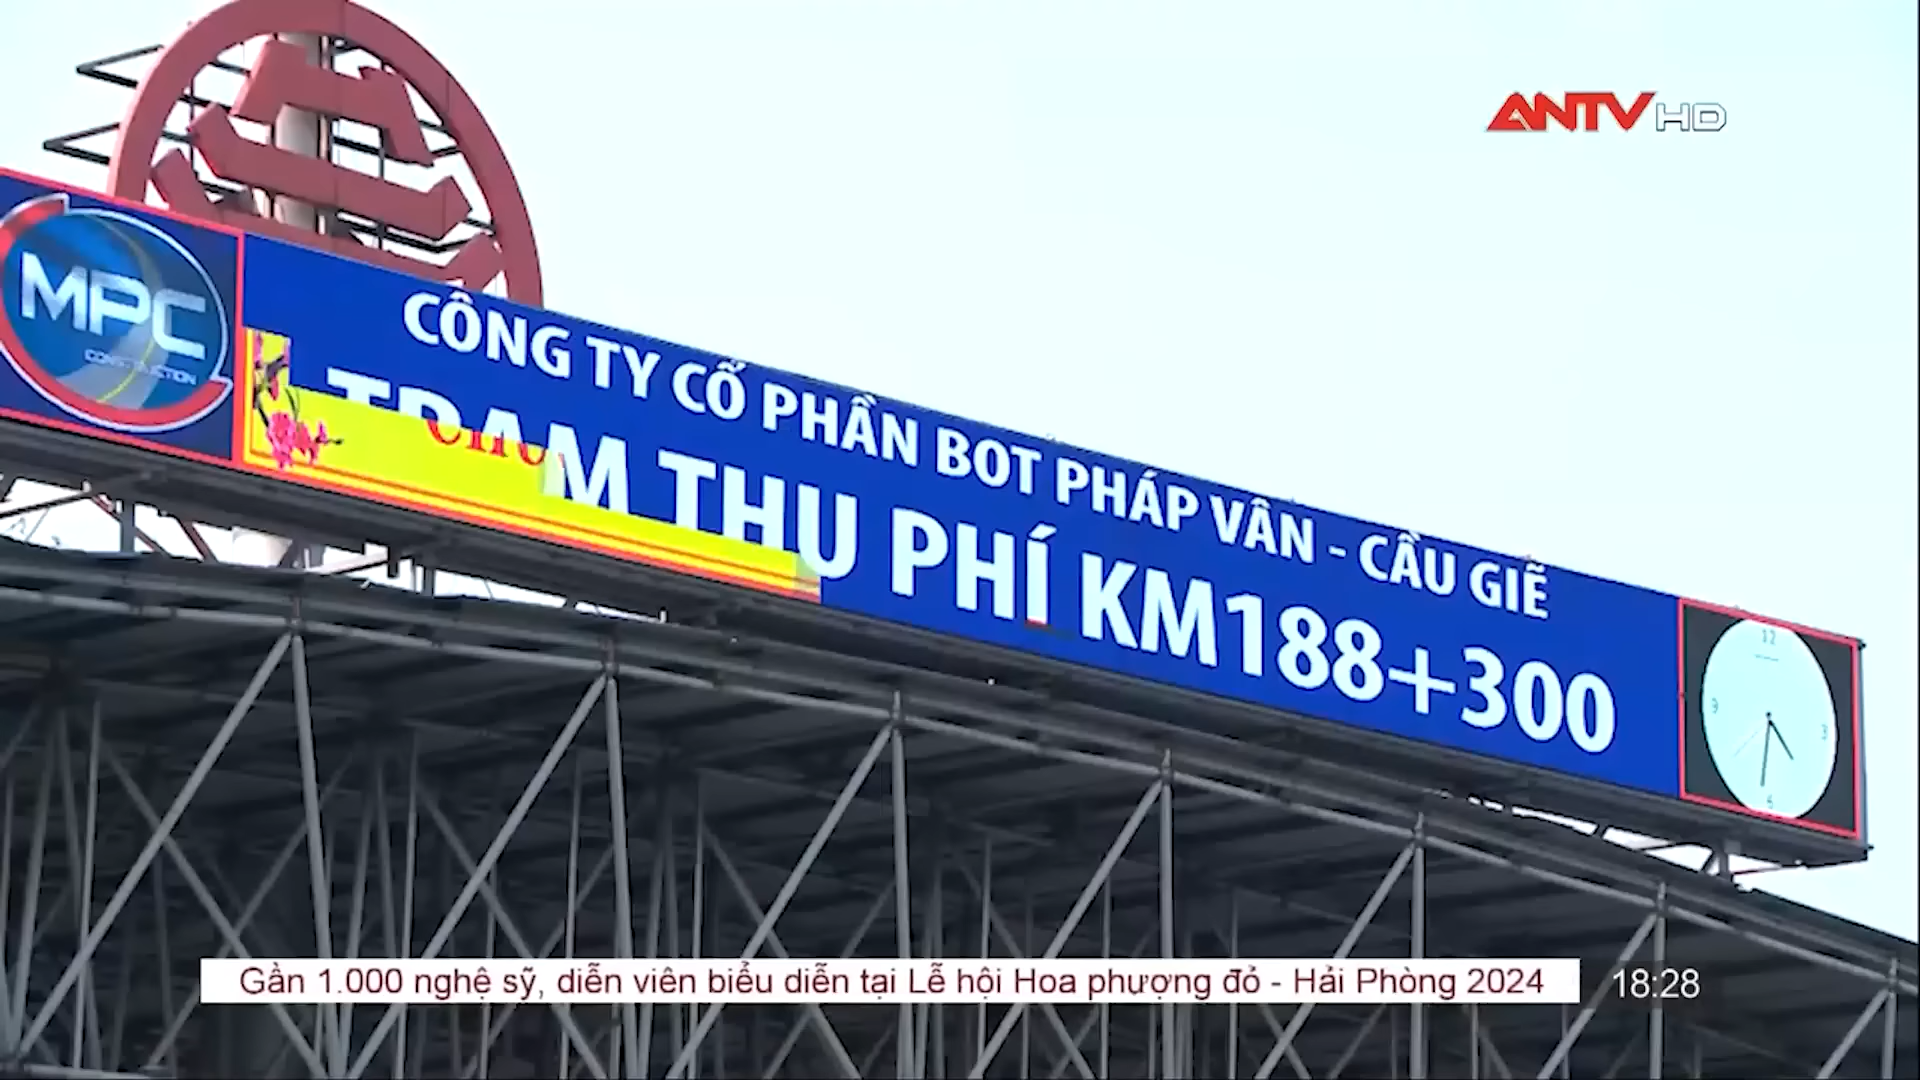 ANTV HD
MPC
CONSTRUCTION
CÔNG TY CỔ PHẦN BOT PHÁP VÂN - CẦU GIẼ
TRẠM THU PHÍ KM188+300
12
9
3
6
Gần 1.000 nghệ sỹ, diễn viên biểu diễn tại Lễ hội Hoa phượng đỏ - Hải Phòng 2024
18:28